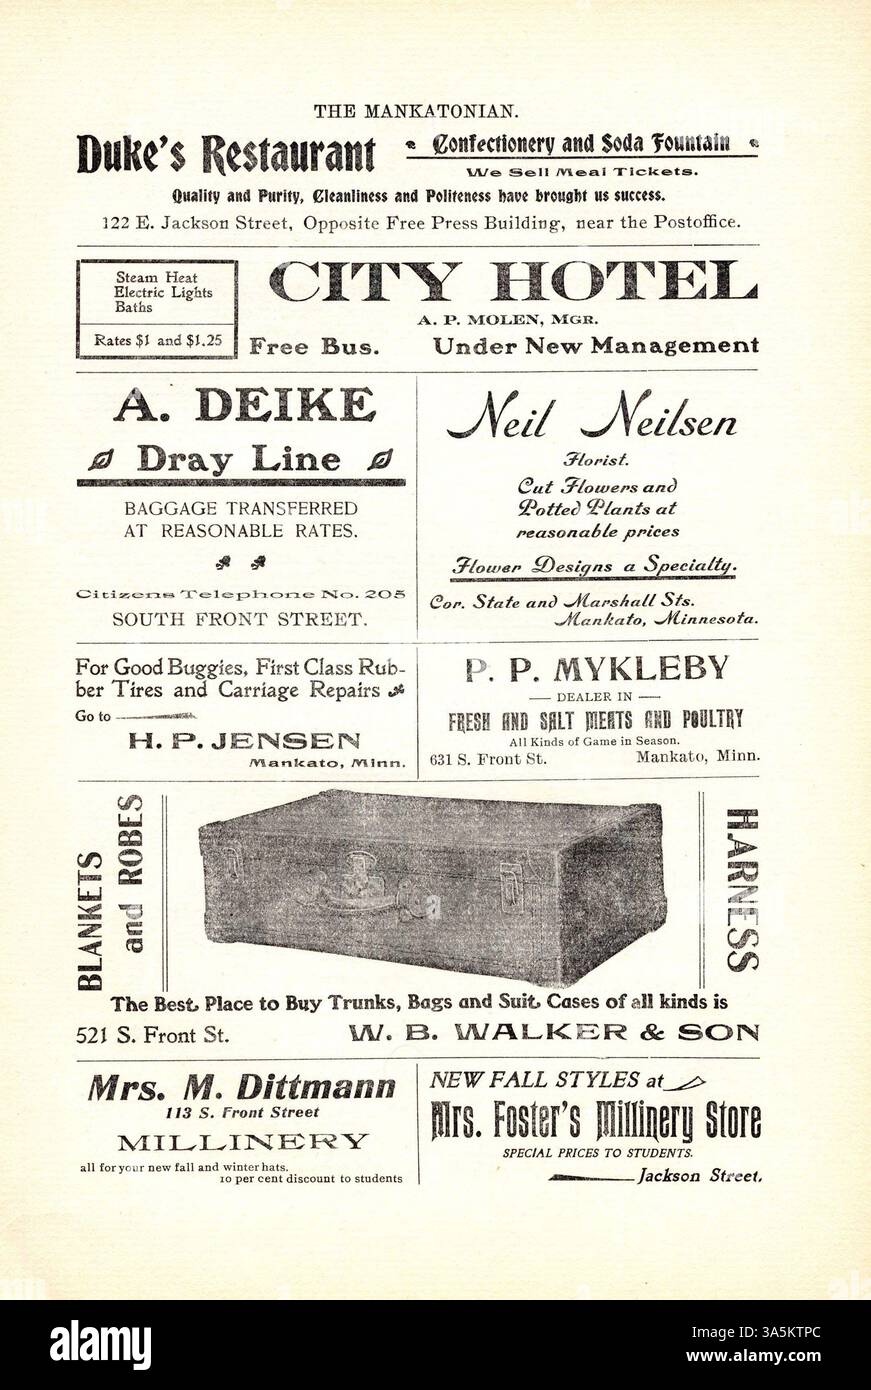 THE MANKATONIAN.
Duke's Restaurant
Confectionery and Soda Fountain
We Sell Meal Tickets.
Quality and Purity, Cleanliness and Politeness have brought us success.
122 E. Jackson Street, Opposite Free Press Building, near the Postoffice.
Steam Heat
Electric Lights
Baths
Rates $1 and $1.25
CITY HOTEL
A. P. MOLEN, MGR.
Free Bus. Under New Management
A. DEIKE
Dray Line
BAGGAGE TRANSFERRED
AT REASONABLE RATES.
Citizens Telephone No. 205
SOUTH FRONT STREET.
Neil Neilsen
Florist.
Cut Flowers and
Potted Plants at
reasonable prices
Flower Designs a Specialty.
Cor. State and Marshall Sts.
Mankato, Minnesota.
For Good Buggies, First Class Rub-
ber Tires and Carriage Repairs
Go to
H. P. JENSEN
Mankato, Minn.
P. P. MYKLEBY
DEALER IN
FRESH AND SALT MEATS AND POULTRY
All Kinds of Game in Season.
631 S. Front St. Mankato, Minn.
BLANKETS
and ROBES
HARNESS
The Best Place to Buy Trunks, Bags and Suit Cases of all kinds is
521 S. Front St. W. B. WALKER & SON
Mrs. M. Dittmann
113 S. Front Street
MILLINERY
all for your new fall and winter hats.
10 per cent discount to students
NEW FALL STYLES at
Mrs. Foster's Millinery Store
SPECIAL PRICES TO STUDENTS.
Jackson Street.
alamy
Image ID: 3A5KTPC
www.alamy.com